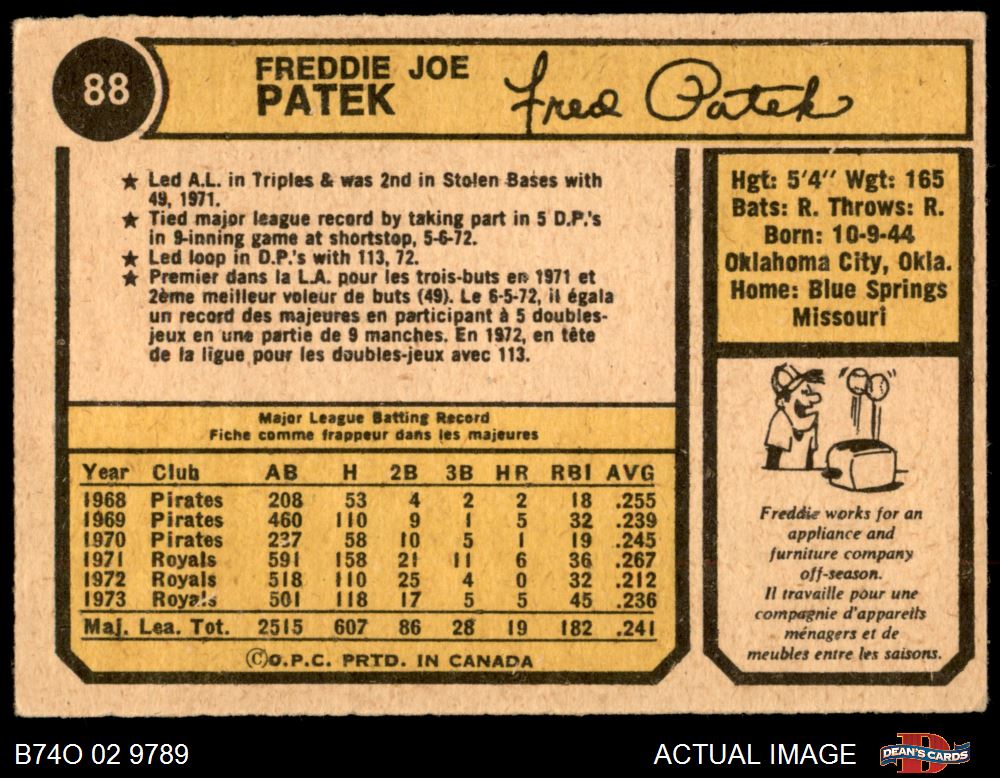 88
FREDDIE JOE
PATEK
Fred Patek
★ Led A.L. in Triples & was 2nd in Stolen Bases with
49, 1971.
★ Tied major league record by taking part in 5 D.P.'s
in 9-inning game at shortstop, 5-6-72.
★ Led loop in D.P.'s with 113, 72.
★ Premier dans la L.A. pour les trois-buts en 1971 et
2ème meilleur voleur de buts (49). Le 6-5-72, il égala
un record des majeures en participant à 5 doubles-
jeux en une partie de 9 manches. En 1972, en tête
de la ligue pour les doubles-jeux avec 113.
Hgt: 5'4" Wgt: 165
Bats: R. Throws: R.
Born: 10-9-44
Oklahoma City, Okla.
Home: Blue Springs
Missouri
Major League Batting Record
Fiche comme frappeur dans les majeures
Year Club AB H 2B 3B HR RBI AVG
1968 Pirates 208 53 4 2 2 18 .255
1969 Pirates 460 110 9 1 5 32 .239
1970 Pirates 237 58 10 5 1 19 .245
1971 Royals 591 158 21 11 6 36 .267
1972 Royals 518 110 25 4 0 32 .212
1973 Royals 501 118 17 5 5 45 .236
Maj. Lea. Tot. 2515 607 86 28 19 182 .241
©O.P.C. PRTD. IN CANADA
Freddie works for an
appliance and
furniture company
off-season.
Il travaille pour une
compagnie d'appareils
ménagers et de
meubles entre les saisons.
B74O 02 9789
ACTUAL IMAGE
DEAN'S CARDS